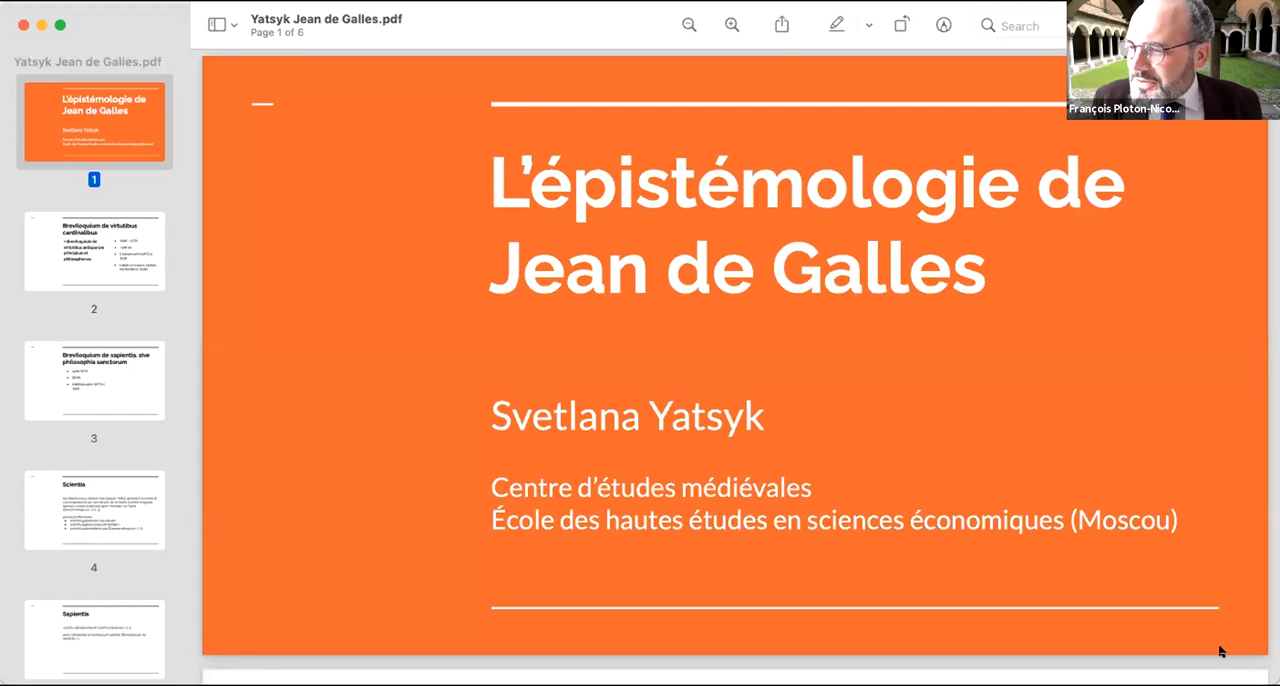 Yatsyk Jean de Galles.pdf
Page 1 of 6
Search
François Ploton-Nico...
Yatsyk Jean de Galles.pdf
L'épistémologie de
Jean de Galles
Svetlana Yatsyk
1
Breviloquium de virtutibus
cardinalibus
2
Breviloquium de sapientia, sive
philosophia sanctorum
3
Scientia
4
Sapientia
L'épistémologie de
Jean de Galles
Svetlana Yatsyk
Centre d'études médiévales
École des hautes études en sciences économiques (Moscou)